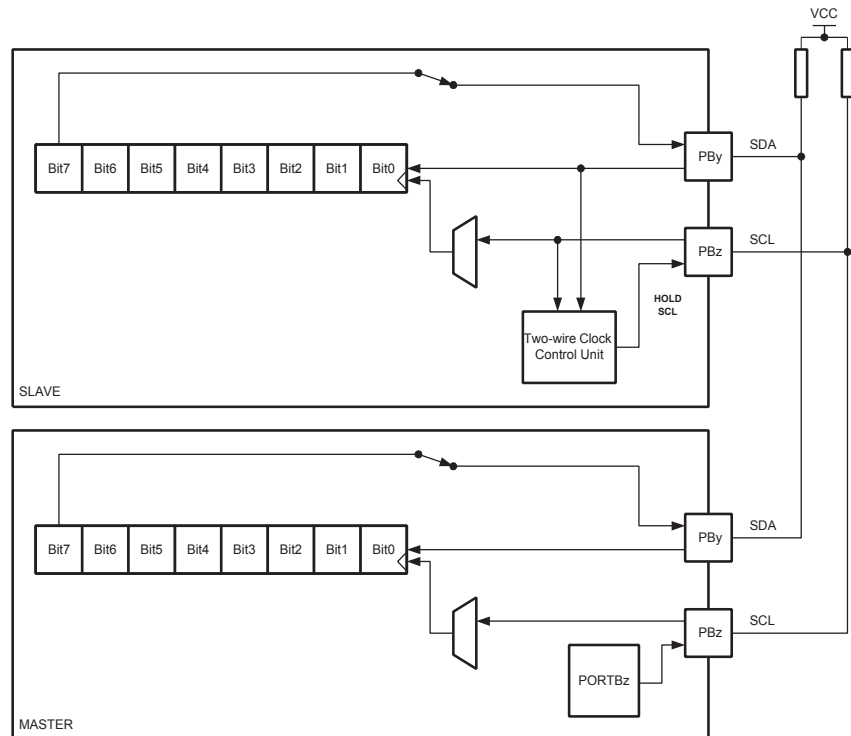 VCC
Bit7 Bit6 Bit5 Bit4 Bit3 Bit2 Bit1 Bit0
PBy
SDA
PBz
SCL
HOLD
SCL
Two-wire Clock
Control Unit
SLAVE
Bit7 Bit6 Bit5 Bit4 Bit3 Bit2 Bit1 Bit0
PBy
SDA
PBz
SCL
PORTBz
MASTER